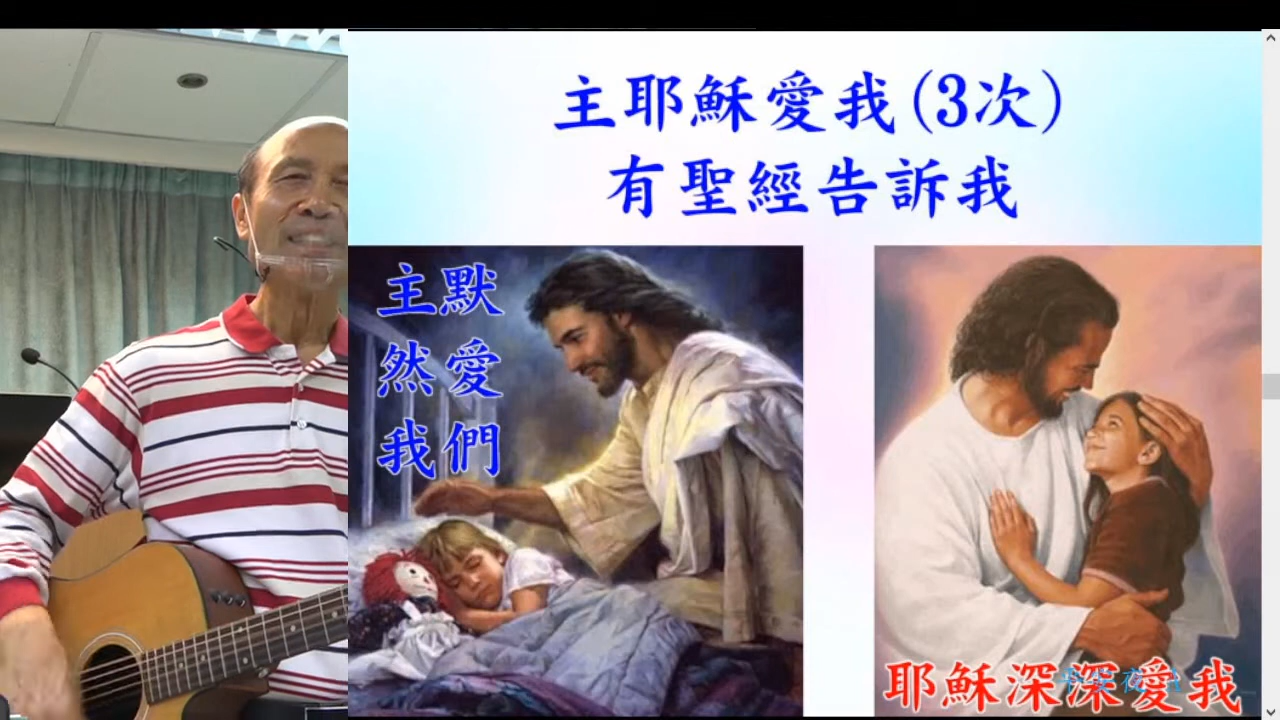 主耶穌愛我(3次)
有聖經告訴我
主默
然愛
我們
耶穌深深愛我